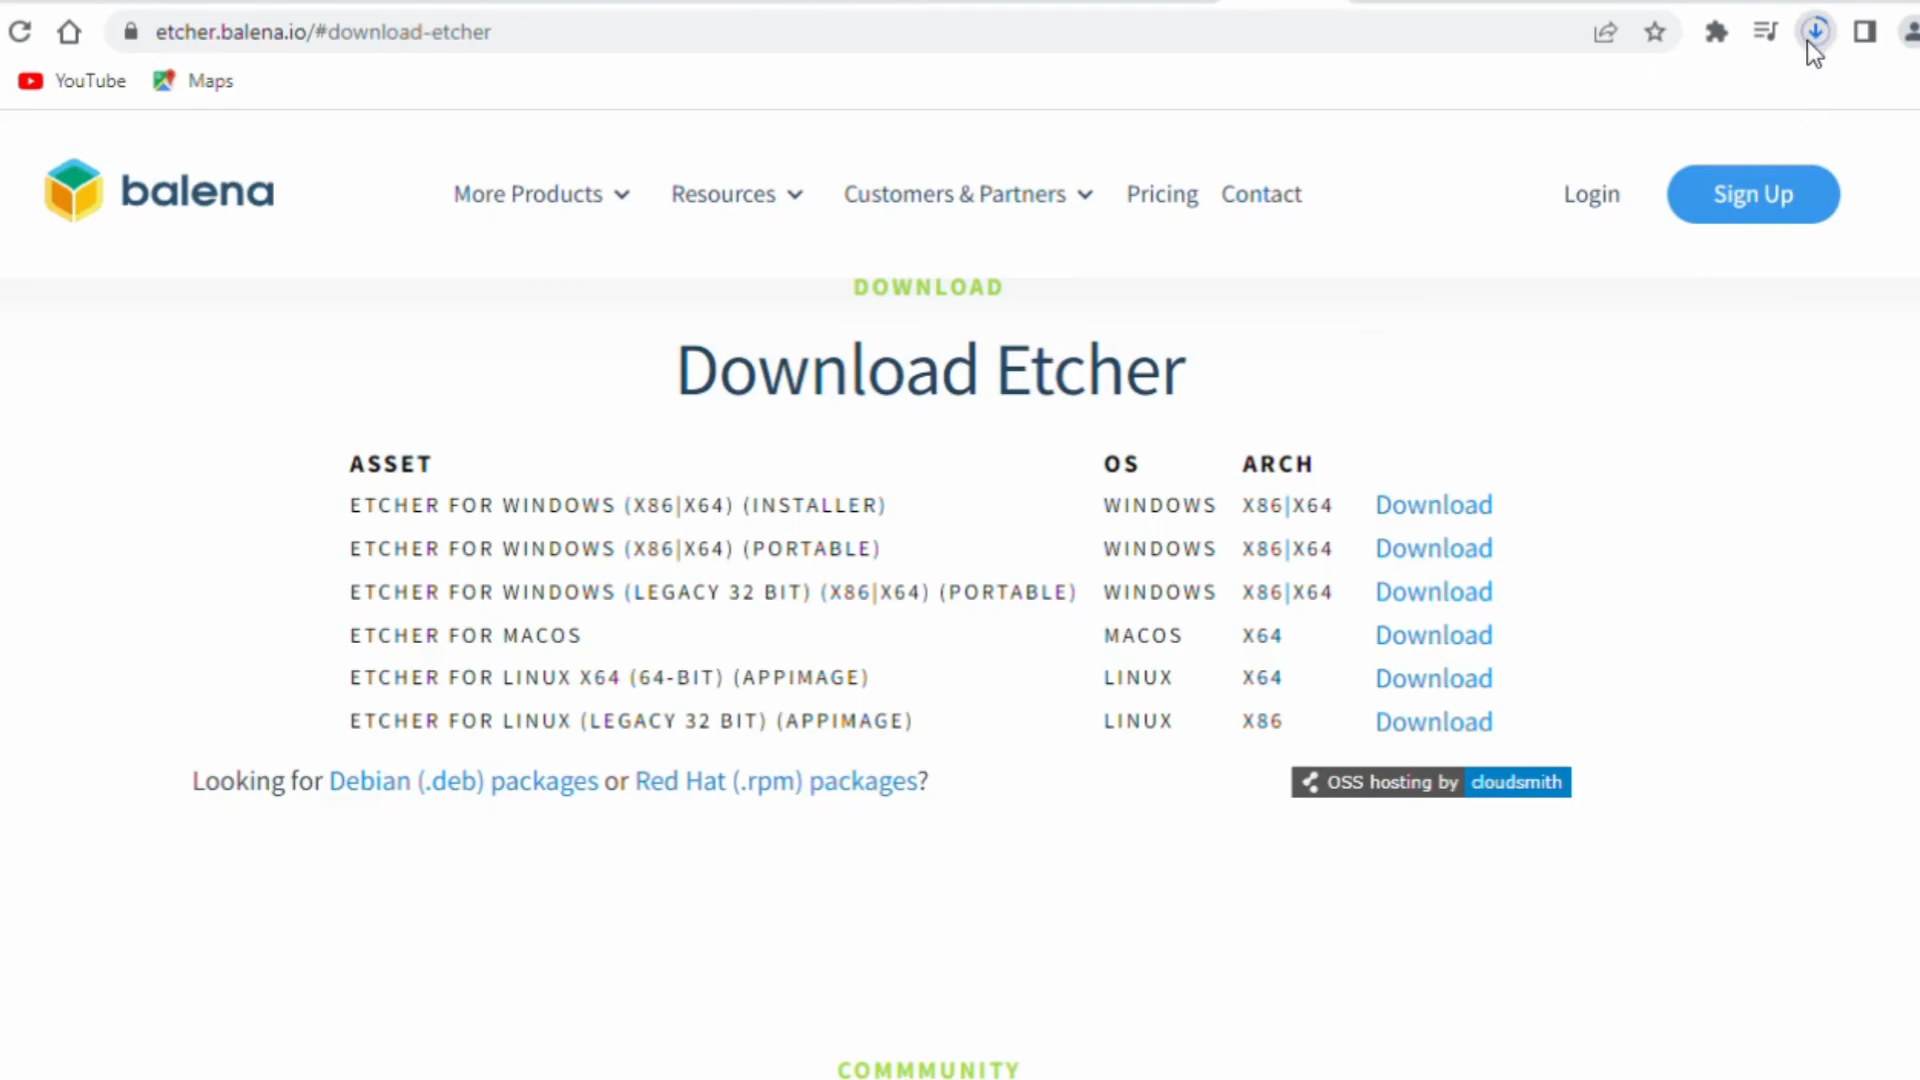 etcher.balena.io/#download-etcher
YouTube Maps
balena More Products Resources Customers & Partners Pricing Contact Login Sign Up
DOWNLOAD
Download Etcher
ASSET OS ARCH
ETCHER FOR WINDOWS (X86|X64) (INSTALLER) WINDOWS X86|X64 Download
ETCHER FOR WINDOWS (X86|X64) (PORTABLE) WINDOWS X86|X64 Download
ETCHER FOR WINDOWS (LEGACY 32 BIT) (X86|X64) (PORTABLE) WINDOWS X86|X64 Download
ETCHER FOR MACOS MACOS X64 Download
ETCHER FOR LINUX X64 (64-BIT) (APPIMAGE) LINUX X64 Download
ETCHER FOR LINUX (LEGACY 32 BIT) (APPIMAGE) LINUX X86 Download
Looking for Debian (.deb) packages or Red Hat (.rpm) packages? OSS hosting by cloudsmith
COMMMUNITY